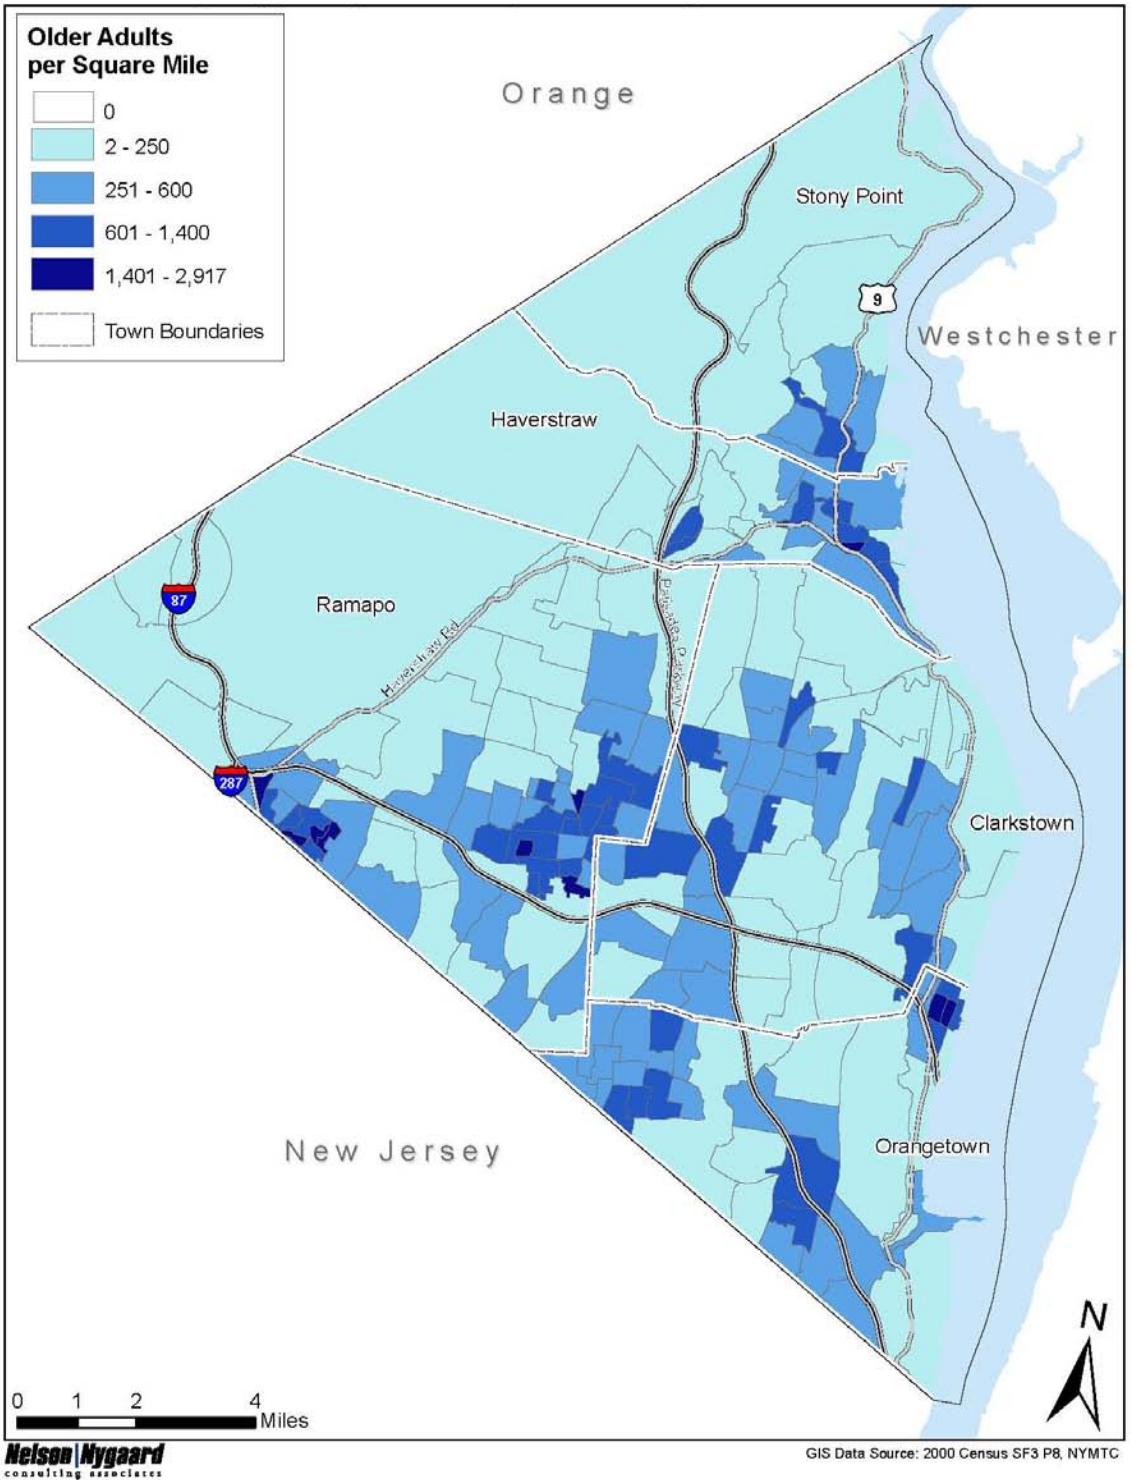 Older Adults
per Square Mile
0
2 - 250
251 - 600
601 - 1,400
1,401 - 2,917
Town Boundaries
Orange
Stony Point
9
Westchester
Haverstraw
87
Ramapo
Haverstraw Rd
Palisades Parkway
287
Clarkstown
New Jersey
Orangetown
N
0 1 2 4
Miles
Nelson|Nygaard
consulting associates
GIS Data Source: 2000 Census SF3 P8, NYMTC